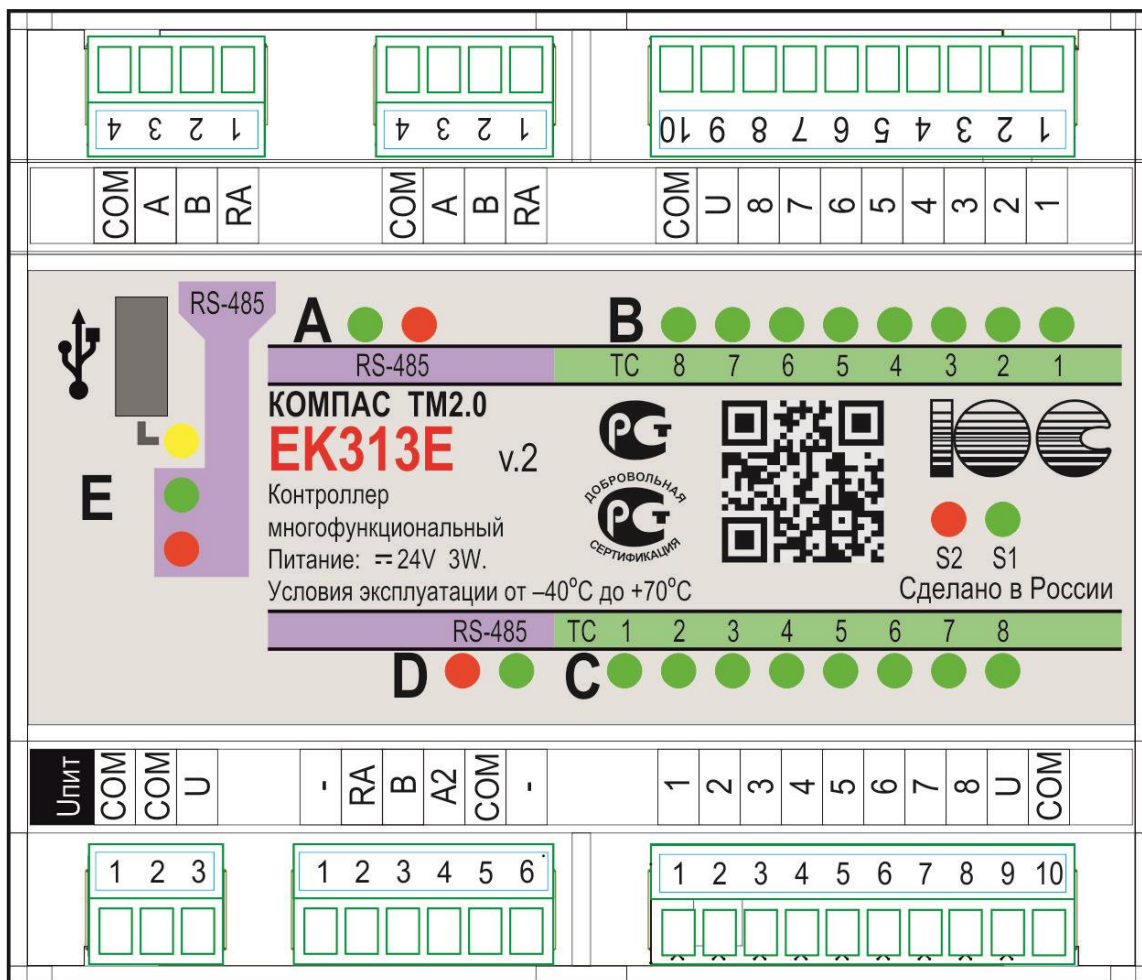 4 3 2 1
4 3 2 1
10 9 8 7 6 5 4 3 2 1
COM A B RA
COM A B RA
COM U 8 7 6 5 4 3 2 1
RS-485
A
B
RS-485
TC 8 7 6 5 4 3 2 1
КОМПАС ТМ2.0
EK313E v.2
Контроллер
многофункциональный
Питание: ⎓ 24V 3W.
Условия эксплуатации от –40°C до +70°C
РСТ
ДОБРОВОЛЬНАЯ
РСТ
СЕРТИФИКАЦИЯ
ЮС
S2 S1
Сделано в России
E
RS-485
TC 1 2 3 4 5 6 7 8
D
C
Uпит COM COM U
- RA B A2 COM -
1 2 3 4 5 6 7 8 U COM
1 2 3
1 2 3 4 5 6
1 2 3 4 5 6 7 8 9 10